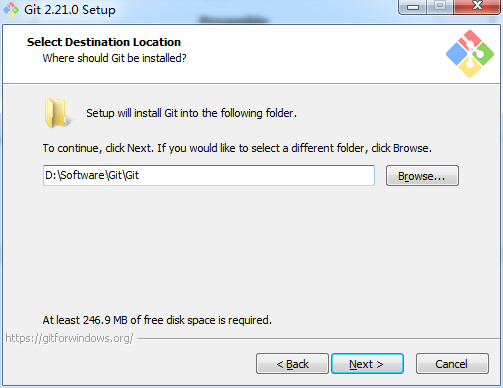 Git 2.21.0 Setup
Select Destination Location
Where should Git be installed?
Setup will install Git into the following folder.
To continue, click Next. If you would like to select a different folder, click Browse.
D:\Software\Git\Git
Browse...
At least 246.9 MB of free disk space is required.
https://gitforwindows.org/
< Back
Next >
Cancel